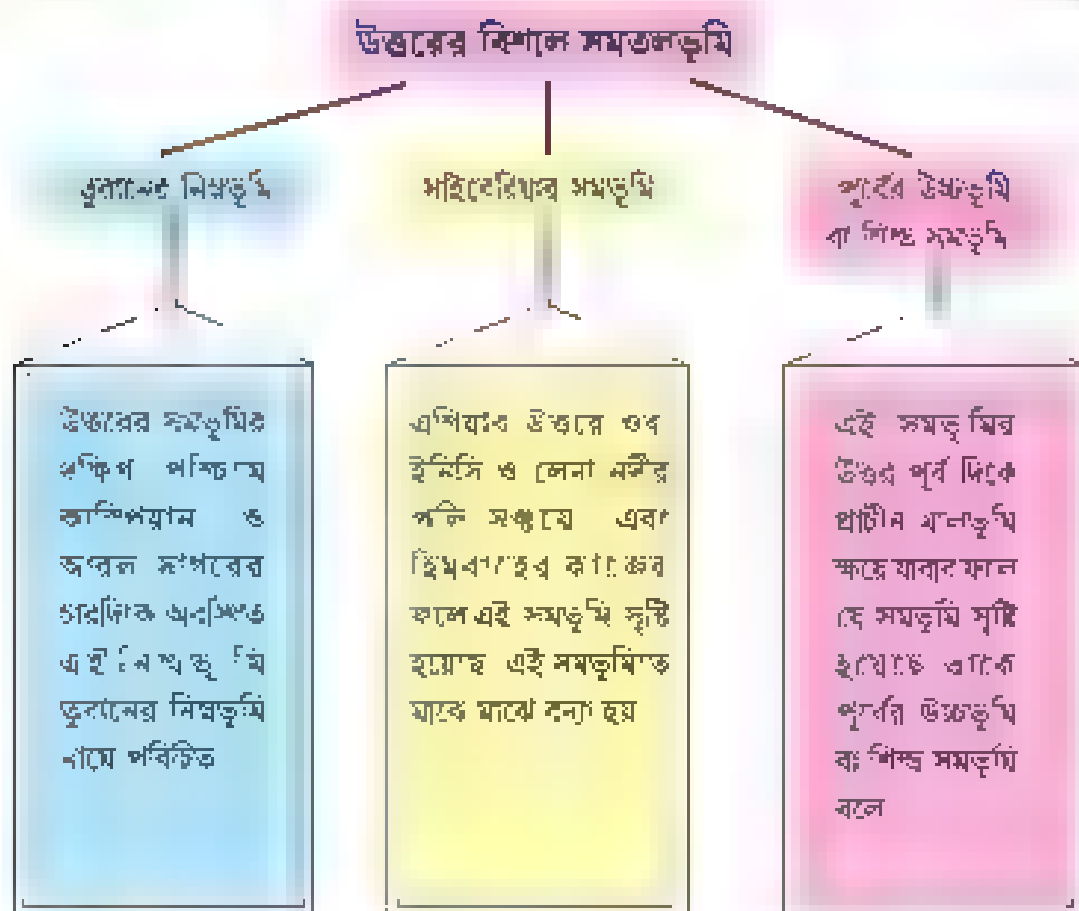 উত্তরের বিশাল সমতলভূমি
তুরানের নিম্নভূমি
সাইবেরিয়ার সমভূমি
পূর্বের উচ্চভূমি
বা শিল্ড সমভূমি
উত্তরের সমভূমির
দক্ষিণ পশ্চিমে
কাস্পিয়ান ও
আরল সাগরের
চারদিকে অবস্থিত
এই নিম্নভূমি
তুরানের নিম্নভূমি
নামে পরিচিত
এশিয়ার উত্তরে ওব
ইনিসি ও লেনা নদীর
পলি সঞ্চয়ে এবং
হিমবাহের কাজের
ফলে এই সমভূমি সৃষ্টি
হয়েছে এই সমভূমিতে
মাঝে মাঝে বন্যা হয়
এই সমভূমির
উত্তর পূর্ব দিকে
প্রাচীন মালভূমি
ক্ষয়ে যাবার ফলে
যে সমভূমি সৃষ্টি
হয়েছে তাকে
পূর্বের উচ্চভূমি
বা শিল্ড সমভূমি
বলে